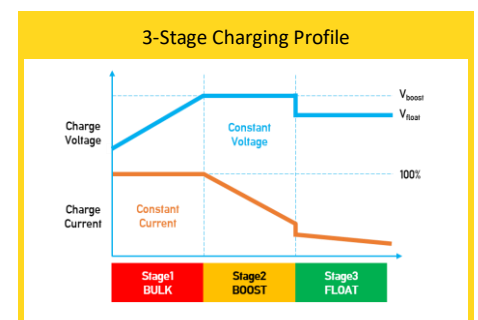 3-Stage Charging Profile
Charge
Voltage
Constant
Voltage
Vboost
Vfloat
100%
Charge
Current
Constant
Current
Stage1
BULK
Stage2
BOOST
Stage3
FLOAT